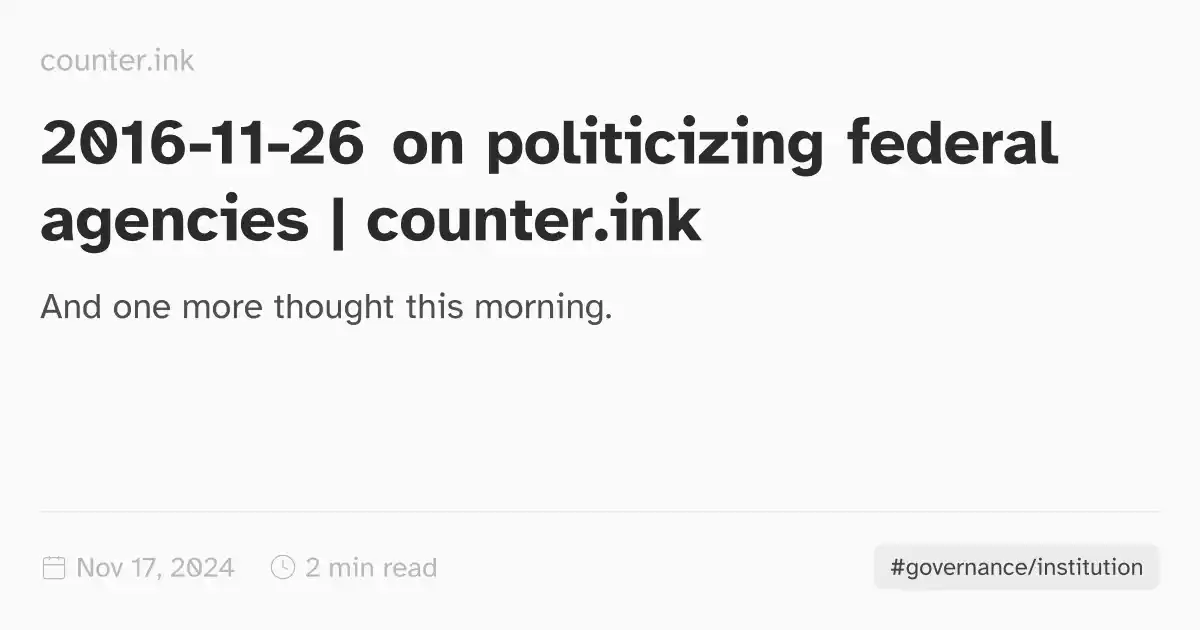 counter.ink
2016-11-26 on politicizing federal
agencies | counter.ink
And one more thought this morning.
Nov 17, 2024 2 min read #governance/institution